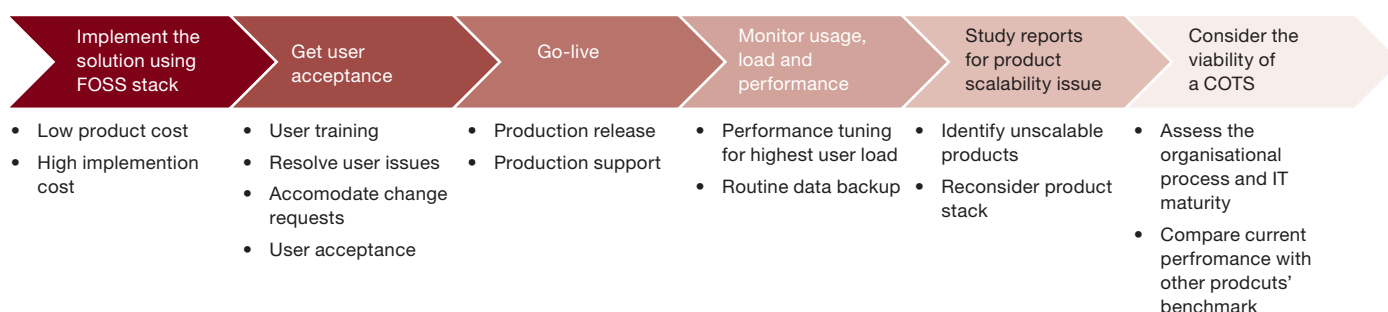 Implement the
solution using
FOSS stack
Get user
acceptance
Go-live
Monitor usage,
load and
performance
Study reports
for product
scalability issue
Consider the
viability of
a COTS
• Low product cost
• High implemention
cost
• User training
• Resolve user issues
• Accomodate change
requests
• User acceptance
• Production release
• Production support
• Performance tuning
for highest user load
• Routine data backup
• Identify unscalable
products
• Reconsider product
stack
• Assess the
organisational
process and IT
maturity
• Compare current
perfromance with
other prodcuts’
benchmark